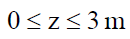 0 ≤ z ≤ 3 m